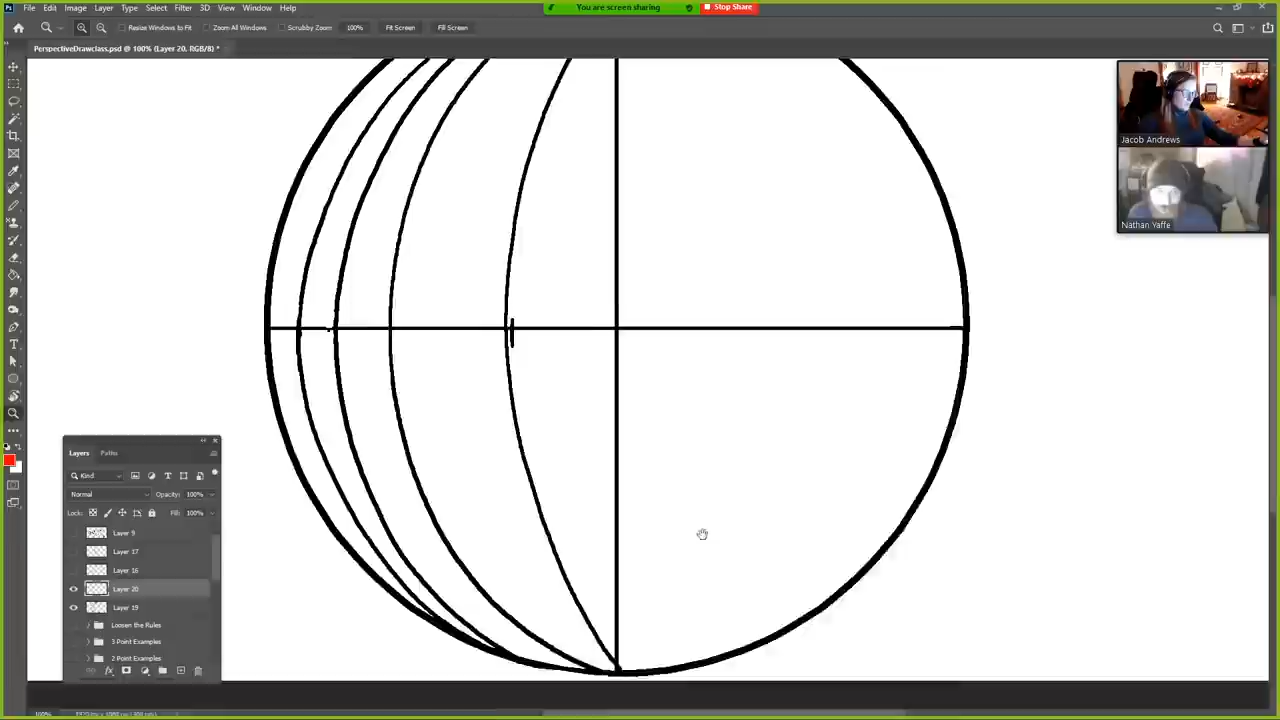 File Edit Image Layer Type Select Filter 3D View Window Help
You are screen sharing
Stop Share
Resize Windows to Fit
Zoom All Windows
Scrubby Zoom
100%
Fit Screen
Fill Screen
PerspectiveDrawclass.psd @ 100% (Layer 20, RGB/8) *
Jacob Andrews
Nathan Yaffe
Layers Paths
Kind
Normal Opacity: 100%
Lock: Fill: 100%
Layer 9
Layer 17
Layer 16
Layer 20
Layer 19
Loosen the Rules
3 Point Examples
2 Point Examples
100%